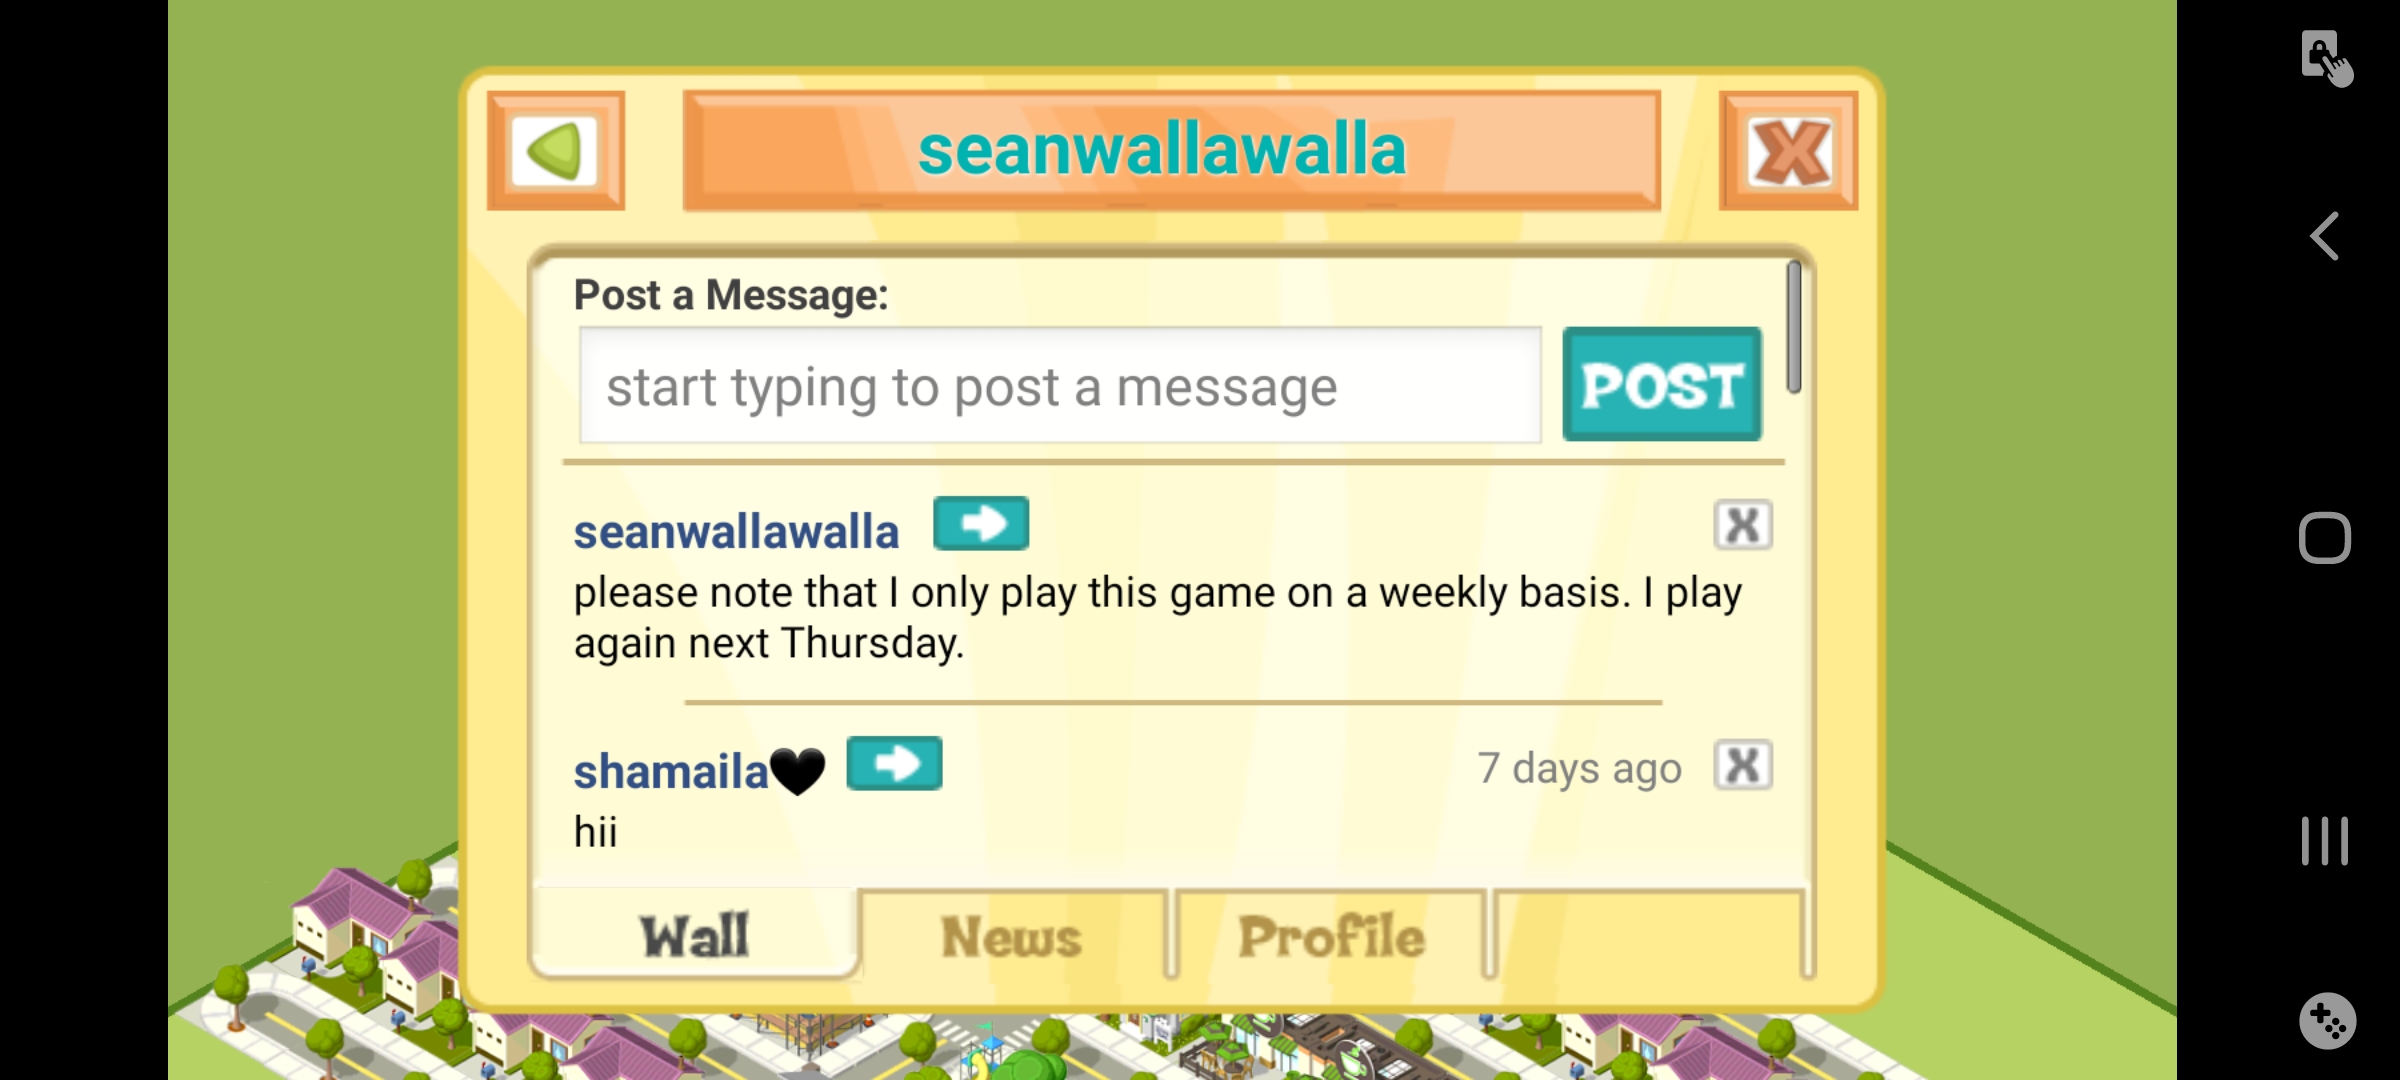 seanwallawalla
Post a Message:
start typing to post a message
POST
seanwallawalla
please note that I only play this game on a weekly basis. I play
again next Thursday.
shamaila🖤
7 days ago
hii
Wall
News
Profile